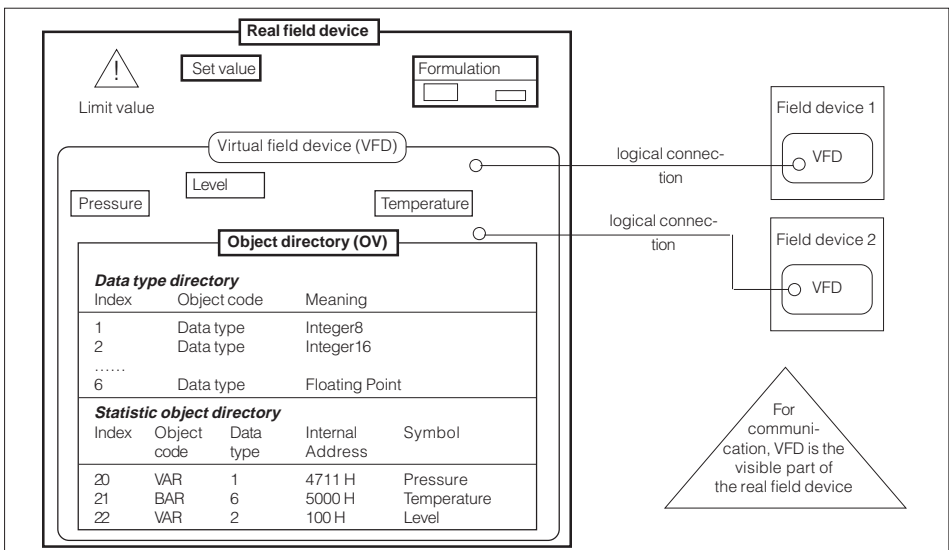 Real field device
Set value
Formulation
Limit value
Virtual field device (VFD)
Level
Pressure
Temperature
Object directory (OV)
Data type directory
Index Object code Meaning
1 Data type Integer8
2 Data type Integer16
......
6 Data type Floating Point
Statistic object directory
Index Object Data Internal Symbol
code type Address
20 VAR 1 4711 H Pressure
21 BAR 6 5000 H Temperature
22 VAR 2 100 H Level
logical connec-
tion
logical connec-
tion
Field device 1
VFD
Field device 2
VFD
For
communi-
cation, VFD is the
visible part of
the real field device
!